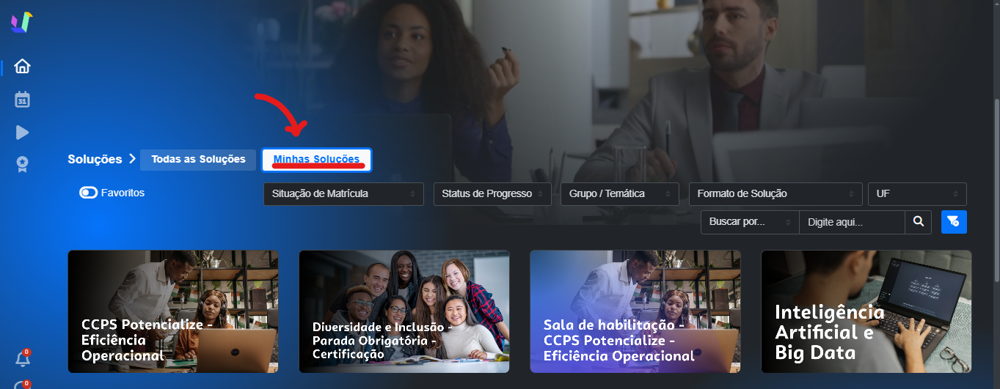 31
Soluções
Todas as Soluções
Minhas Soluções
Favoritos
Situação de Matrícula
Status de Progresso
Grupo / Temática
Formato de Solução
UF
Buscar por...
Digite aqui...
CCPS Potencialize -
Eficiência
Operacional
Diversidade e Inclusão -
Parada Obrigatória -
Certificação
Sala de habilitação -
CCPS Potencialize -
Eficiência Operacional
Inteligência
Artificial e
Big Data
0
0